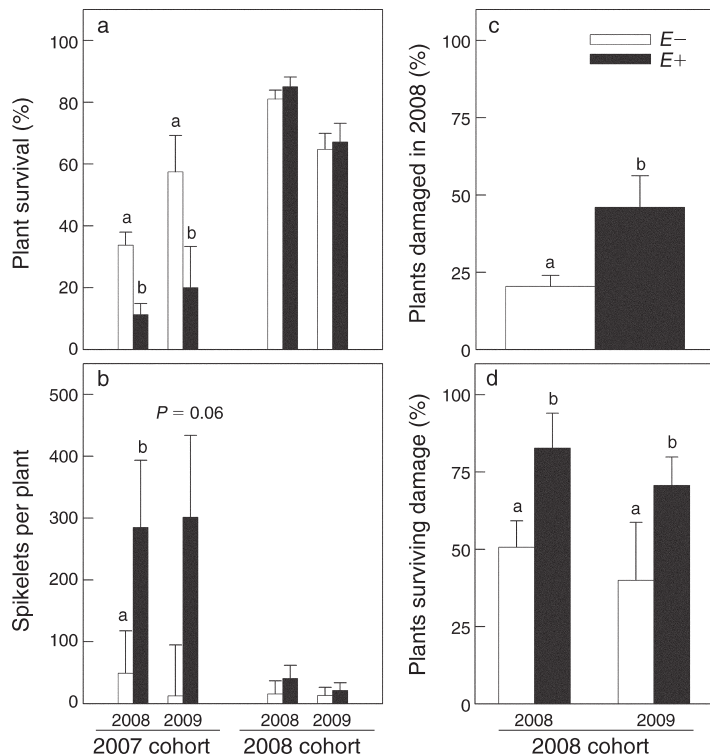 a
Plant survival (%)
100
80
60
40
20
0
a
b
a
b
b
Spikelets per plant
500
400
300
200
100
0
a
b
P = 0.06
2008 2009 2008 2009
2007 cohort 2008 cohort
c
E−
E+
Plants damaged in 2008 (%)
100
75
50
25
0
a
b
d
Plants surviving damage (%)
100
75
50
25
0
a
b
a
b
2008 2009
2008 cohort